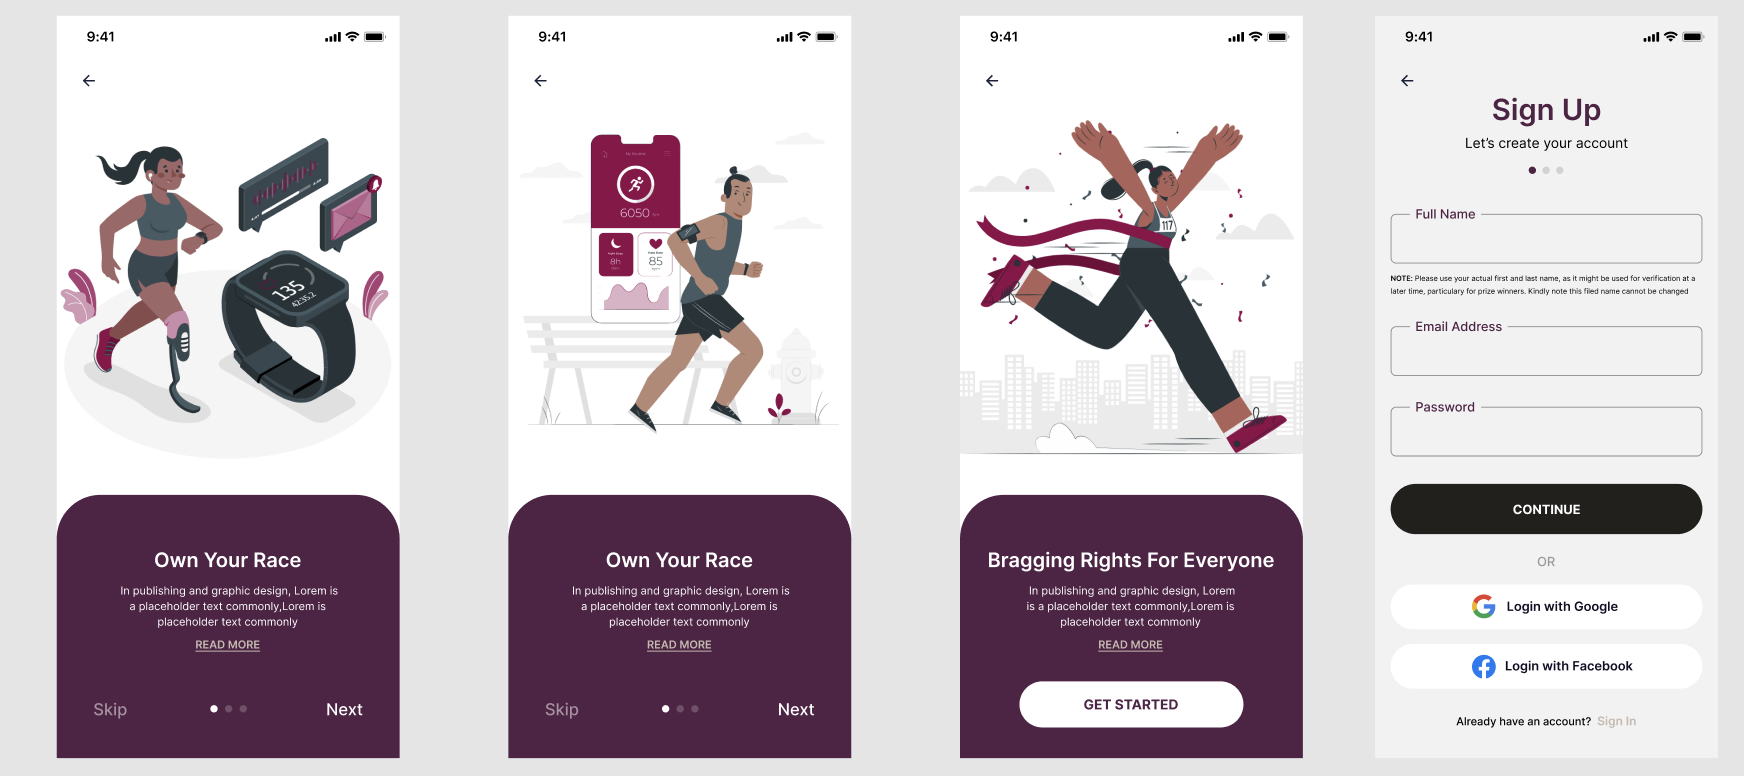 9:41
135
42:35.2
Own Your Race
In publishing and graphic design, Lorem is
a placeholder text commonly,Lorem is
placeholder text commonly
READ MORE
Skip
Next
9:41
6050
8h
85
Own Your Race
In publishing and graphic design, Lorem is
a placeholder text commonly,Lorem is
placeholder text commonly
READ MORE
Skip
Next
9:41
117
Bragging Rights For Everyone
In publishing and graphic design, Lorem
is a placeholder text commonly,Lorem is
placeholder text commonly
READ MORE
GET STARTED
9:41
Sign Up
Let's create your account
Full Name
NOTE: Please use your actual first and last name, as it might be used for verification at a
later time, particulary for prize winners. Kindly note this filed name cannot be changed
Email Address
Password
CONTINUE
OR
Login with Google
Login with Facebook
Already have an account? Sign In